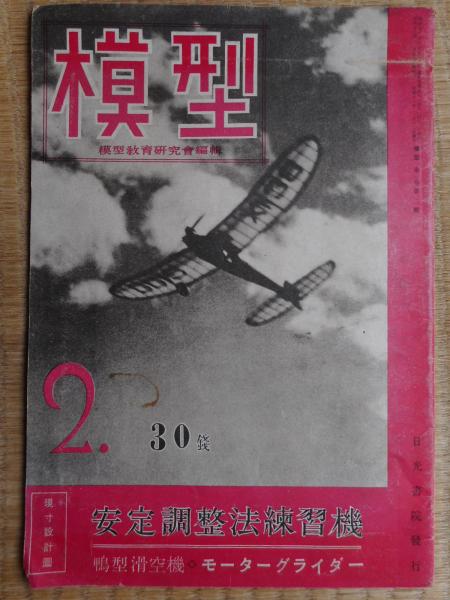 模型
模型教育研究會編輯
2.
30錢
安定調整法練習機
鴨型滑空機◇モーターグライダー
現寸設計圖
日光書院發行